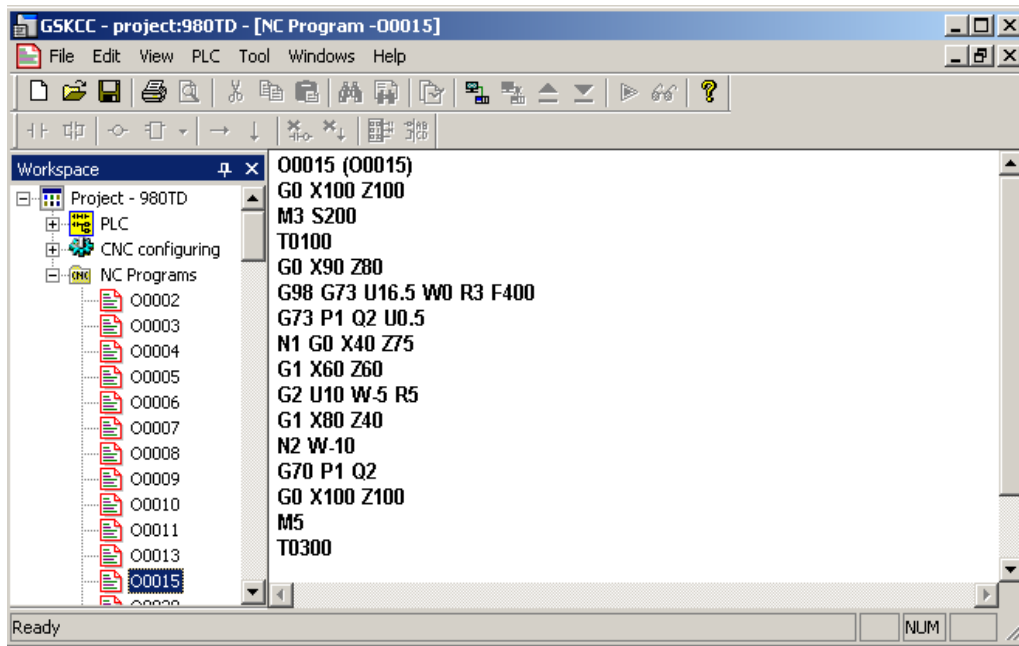 GSKCC - project:980TD - [NC Program -O0015]
File Edit View PLC Tool Windows Help
Workspace
Project - 980TD
PLC
CNC configuring
CNC NC Programs
O0002
O0003
O0004
O0005
O0006
O0007
O0008
O0009
O0010
O0011
O0013
O0015
O0015 (O0015)
G0 X100 Z100
M3 S200
T0100
G0 X90 Z80
G98 G73 U16.5 W0 R3 F400
G73 P1 Q2 U0.5
N1 G0 X40 Z75
G1 X60 Z60
G2 U10 W-5 R5
G1 X80 Z40
N2 W-10
G70 P1 Q2
G0 X100 Z100
M5
T0300
Ready
NUM